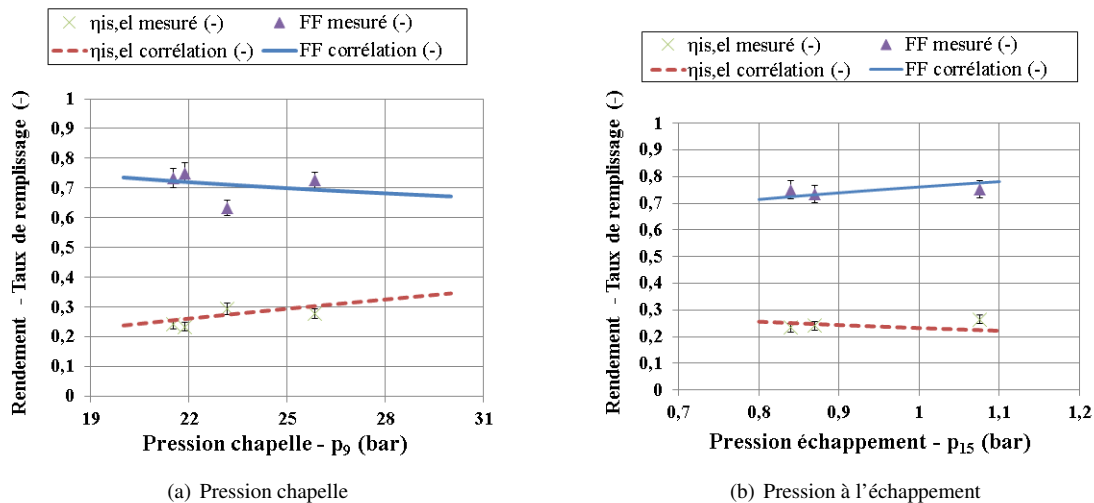 ηis,el mesuré (-) FF mesuré (-)
ηis,el corrélation (-) FF corrélation (-)
Rendement - Taux de remplissage (-)
1
0,9
0,8
0,7
0,6
0,5
0,4
0,3
0,2
0,1
0
19 22 25 28 31
Pression chapelle - p9 (bar)
(a) Pression chapelle
ηis,el mesuré (-) FF mesuré (-)
ηis,el corrélation (-) FF corrélation (-)
Rendement - Taux de remplissage (-)
1
0,9
0,8
0,7
0,6
0,5
0,4
0,3
0,2
0,1
0
0,7 0,8 0,9 1 1,1 1,2
Pression échappement - p15 (bar)
(b) Pression à l'échappement